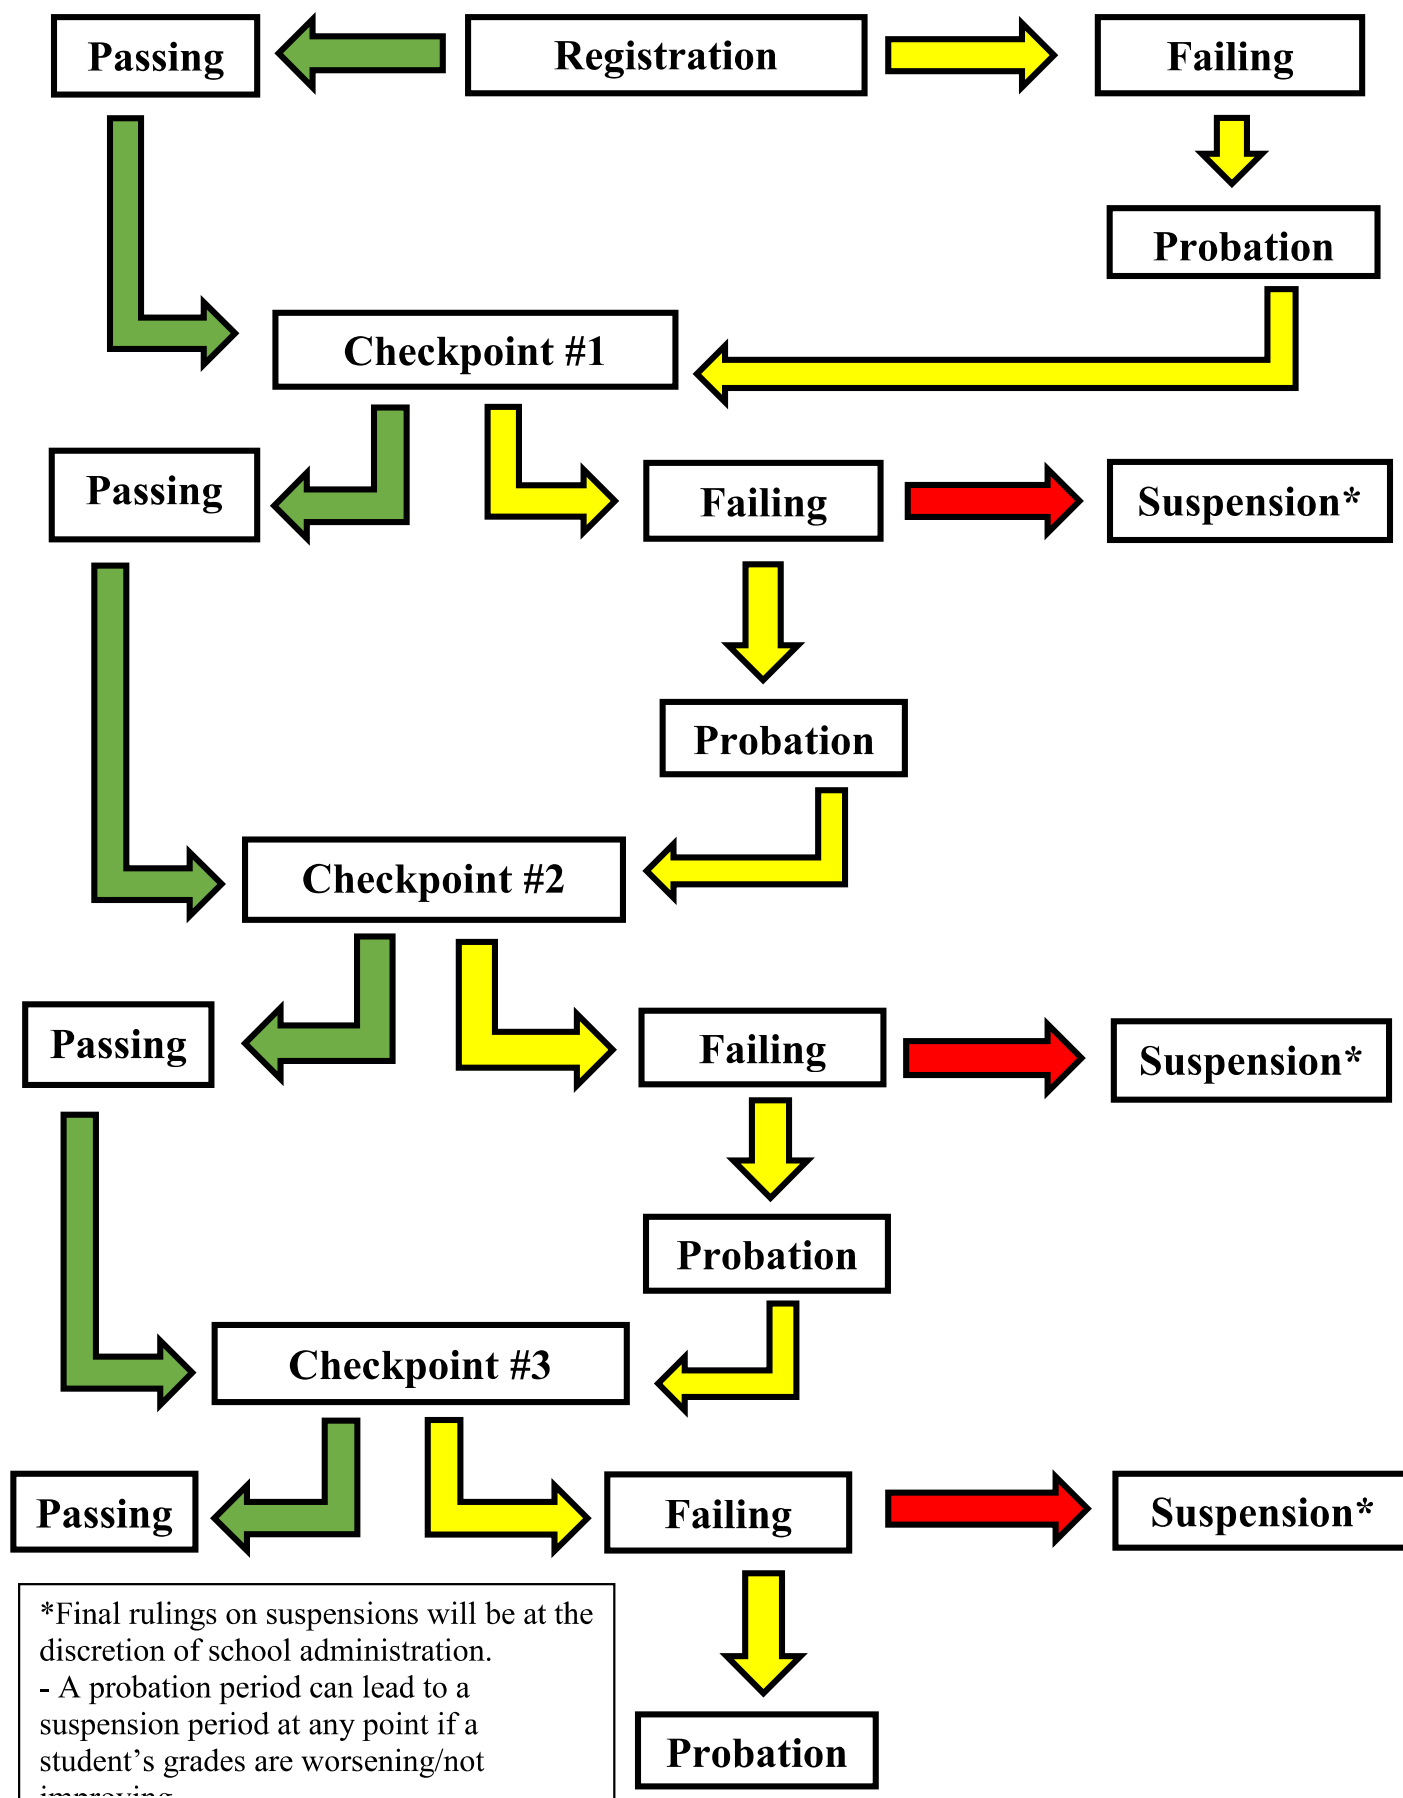 Passing
Registration
Failing
Probation
Checkpoint #1
Passing
Failing
Suspension*
Probation
Checkpoint #2
Passing
Failing
Suspension*
Probation
Checkpoint #3
Passing
Failing
Suspension*
*Final rulings on suspensions will be at the
discretion of school administration.
- A probation period can lead to a
suspension period at any point if a
student’s grades are worsening/not
Probation